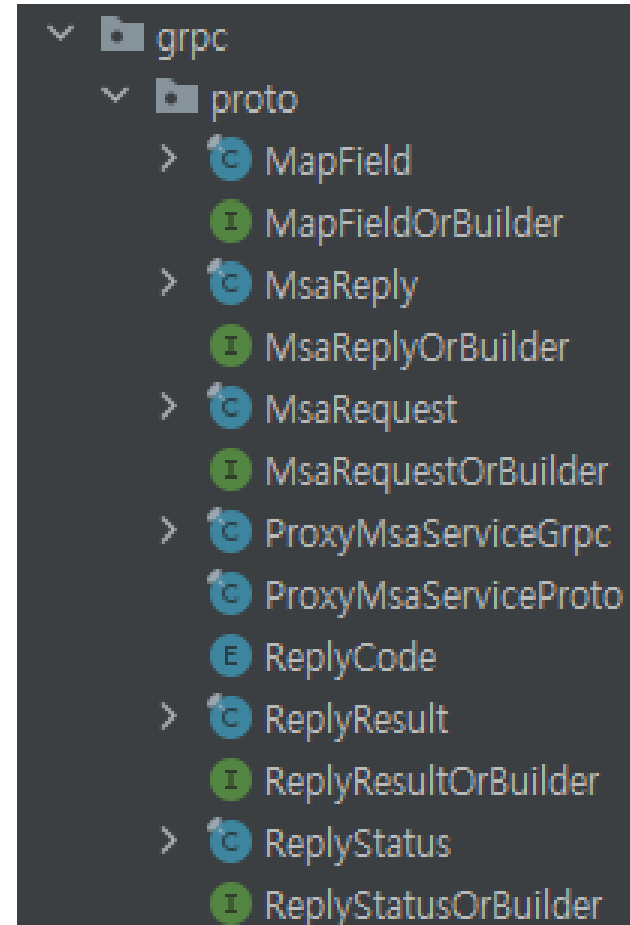 grpc
proto
MapField
MapFieldOrBuilder
MsaReply
MsaReplyOrBuilder
MsaRequest
MsaRequestOrBuilder
ProxyMsaServiceGrpc
ProxyMsaServiceProto
ReplyCode
ReplyResult
ReplyResultOrBuilder
ReplyStatus
ReplyStatusOrBuilder